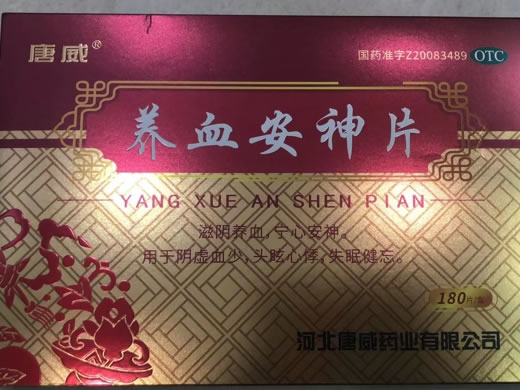 唐威®
国药准字Z20083489 OTC
养血安神片
YANG XUE AN SHEN PIAN
滋阴养血,宁心安神。
用于阴虚血少,头眩心悸,失眠健忘。
180片/盒
河北唐威药业有限公司